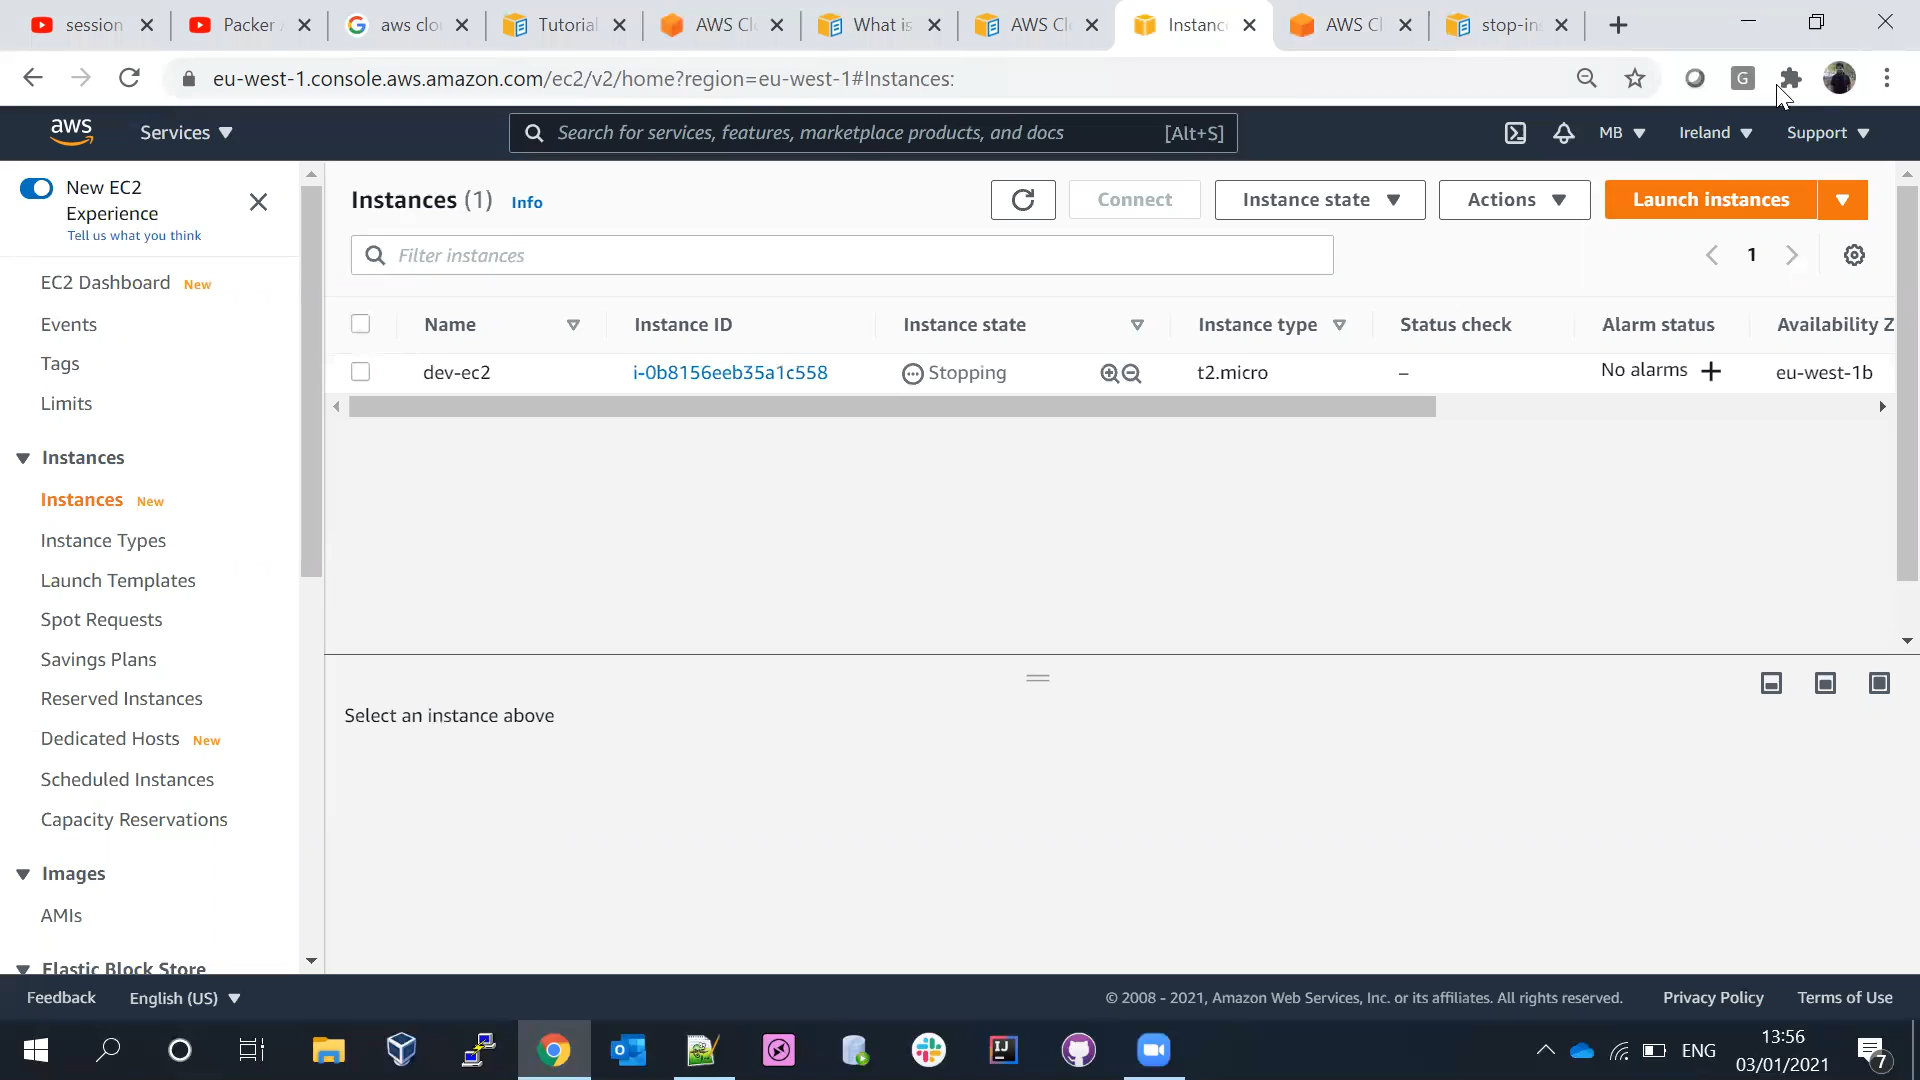 session
Packer
aws clo
Tutorial
AWS Cl
What is
AWS Cl
Instanc
AWS Cl
stop-in
eu-west-1.console.aws.amazon.com/ec2/v2/home?region=eu-west-1#Instances:
G
aws
Services
Search for services, features, marketplace products, and docs [Alt+S]
MB
Ireland
Support
New EC2
Experience
Tell us what you think
EC2 Dashboard New
Events
Tags
Limits
Instances
Instances New
Instance Types
Launch Templates
Spot Requests
Savings Plans
Reserved Instances
Dedicated Hosts New
Scheduled Instances
Capacity Reservations
Images
AMIs
Elastic Block Store
Instances (1) Info
Connect
Instance state
Actions
Launch instances
Filter instances
1
Name Instance ID Instance state Instance type Status check Alarm status Availability Z
dev-ec2 i-0b8156eeb35a1c558 Stopping t2.micro – No alarms + eu-west-1b
Select an instance above
Feedback
English (US)
© 2008 - 2021, Amazon Web Services, Inc. or its affiliates. All rights reserved.
Privacy Policy
Terms of Use
IJ
ENG
13:56
03/01/2021
7